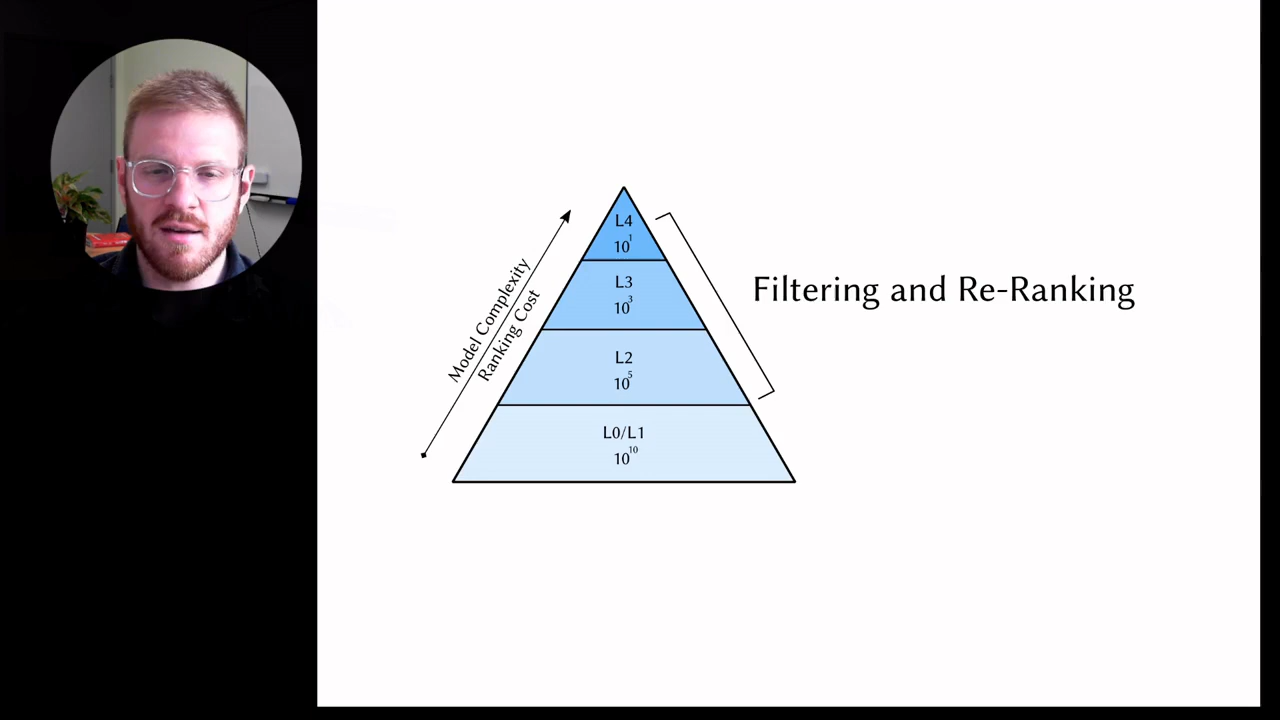 L4
10¹
L3
10³
Filtering and Re-Ranking
Model Complexity
Ranking Cost
L2
10⁵
L0/L1
10¹⁰